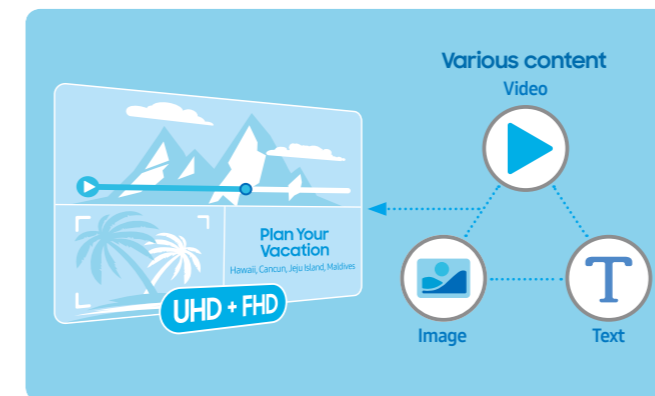 Various content
Video
Plan Your
Vacation
Hawaii, Cancun, Jeju Island, Maldives
UHD + FHD
T
Image
Text